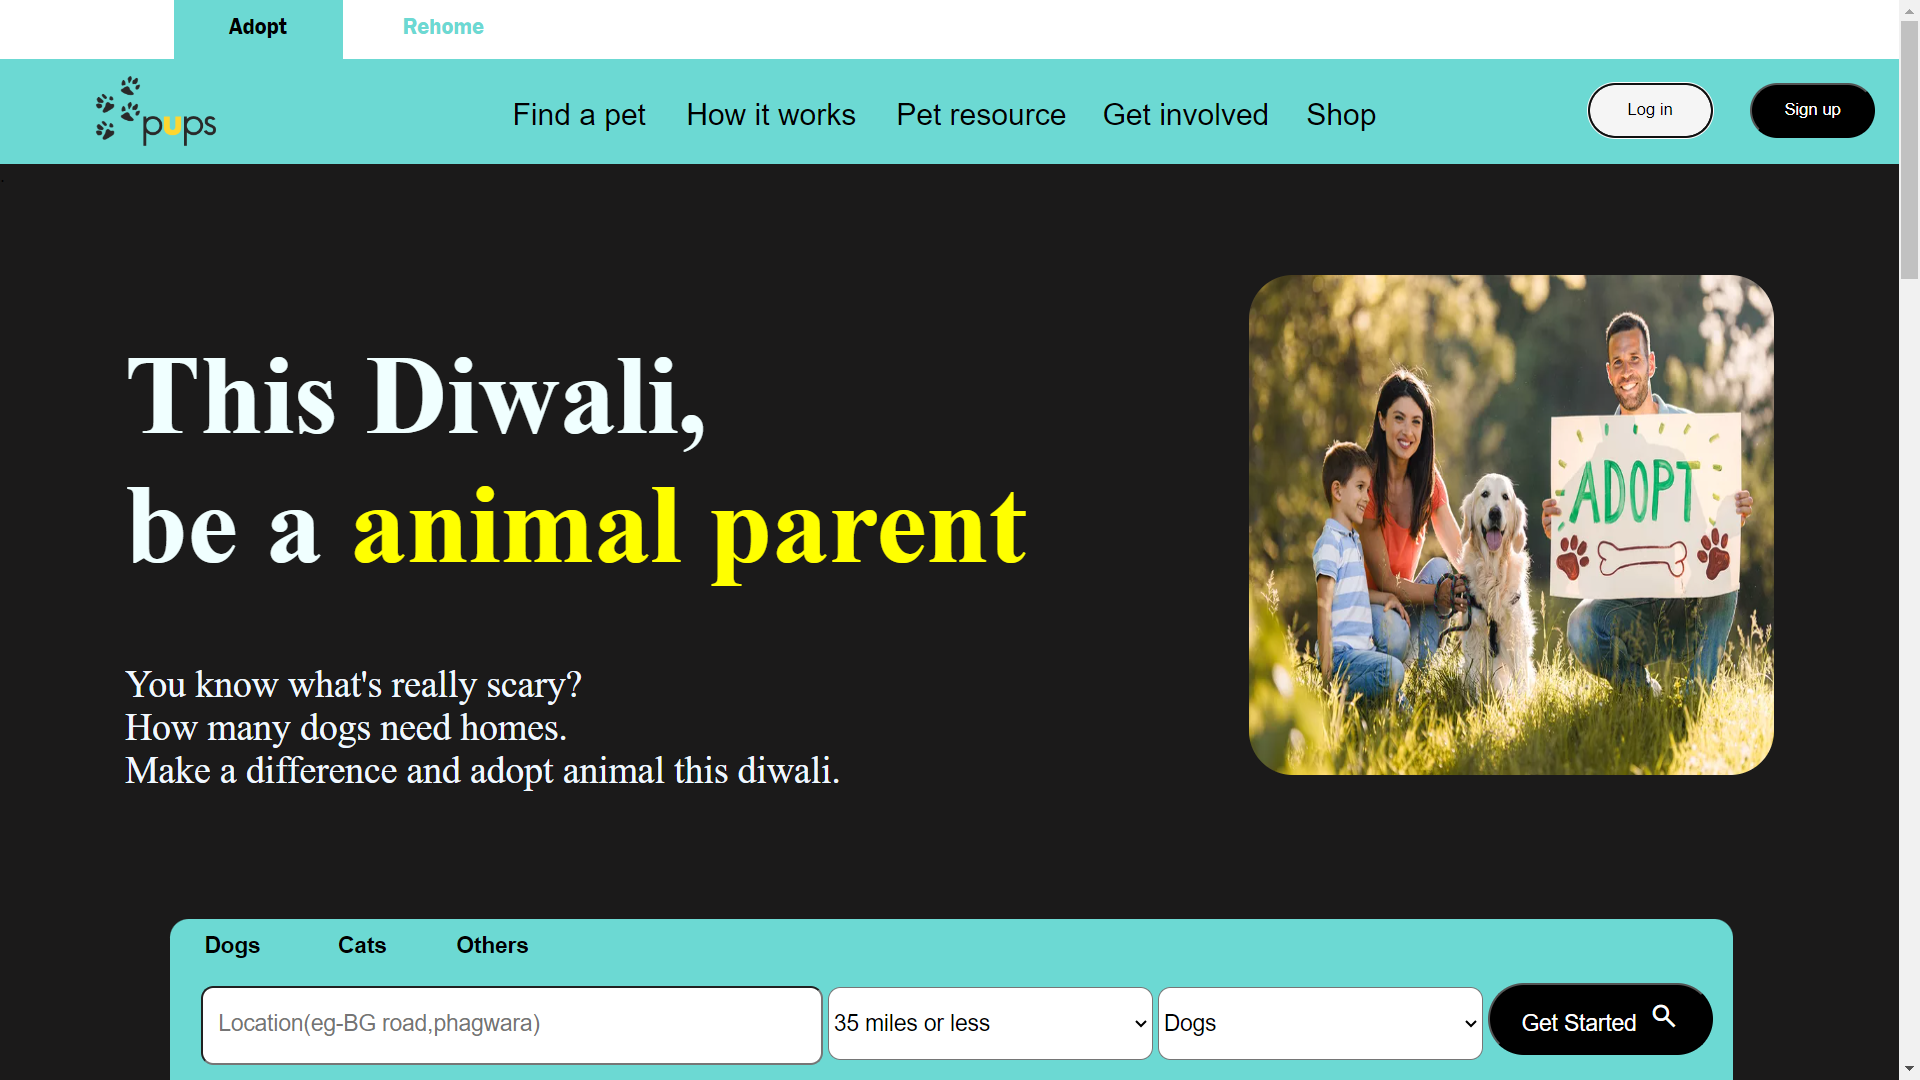 Adopt
Rehome
pups
Find a pet
How it works
Pet resource
Get involved
Shop
Log in
Sign up
This Diwali,
be a animal parent
ADOPT
You know what's really scary?
How many dogs need homes.
Make a difference and adopt animal this diwali.
Dogs
Cats
Others
Location(eg-BG road,phagwara)
35 miles or less
Dogs
Get Started